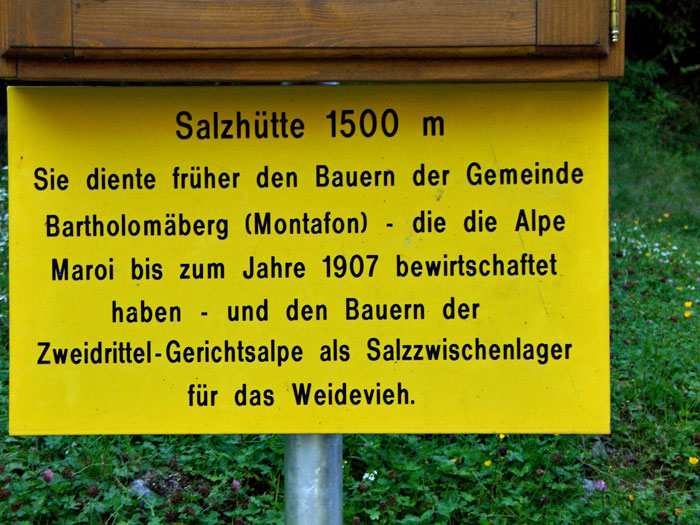 Salzhütte 1500 m
Sie diente früher den Bauern der Gemeinde
Bartholomäberg (Montafon) - die die Alpe
Maroi bis zum Jahre 1907 bewirtschaftet
haben - und den Bauern der
Zweidrittel-Gerichtsalpe als Salzzwischenlager
für das Weidevieh.